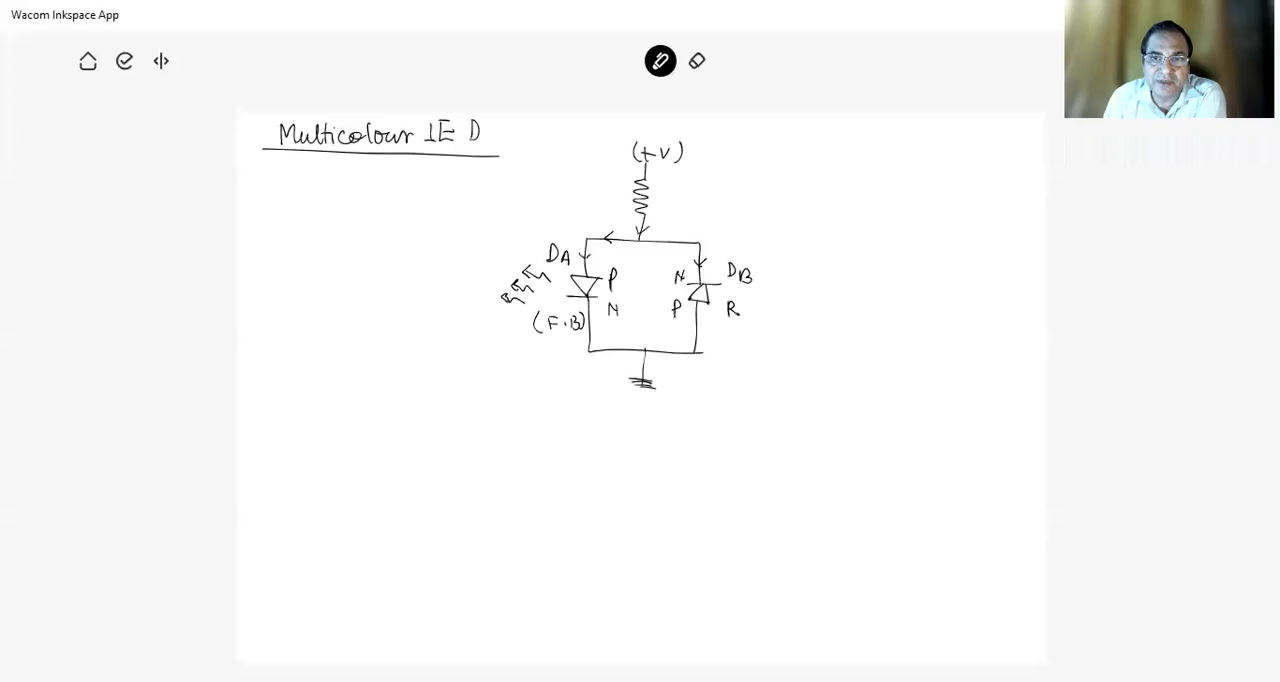 Wacom Inkspace App
Multicolour LED
(+V)
DA
P
N
DB
(F.B)
N
P
R